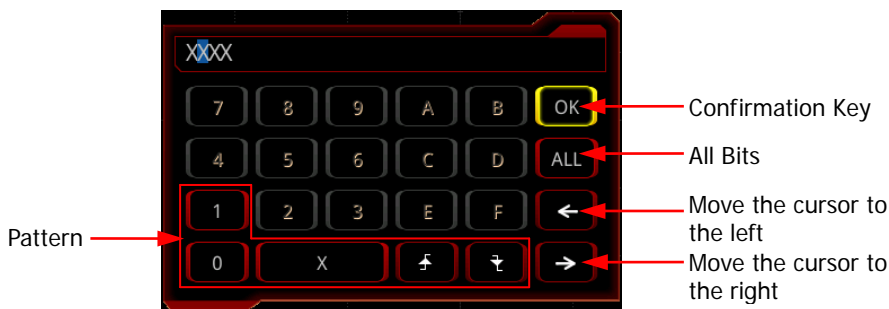 XXXX
7 8 9 A B OK Confirmation Key
4 5 6 C D ALL All Bits
1 2 3 E F ← Move the cursor to
the left
Pattern
0 X → Move the cursor to
the right